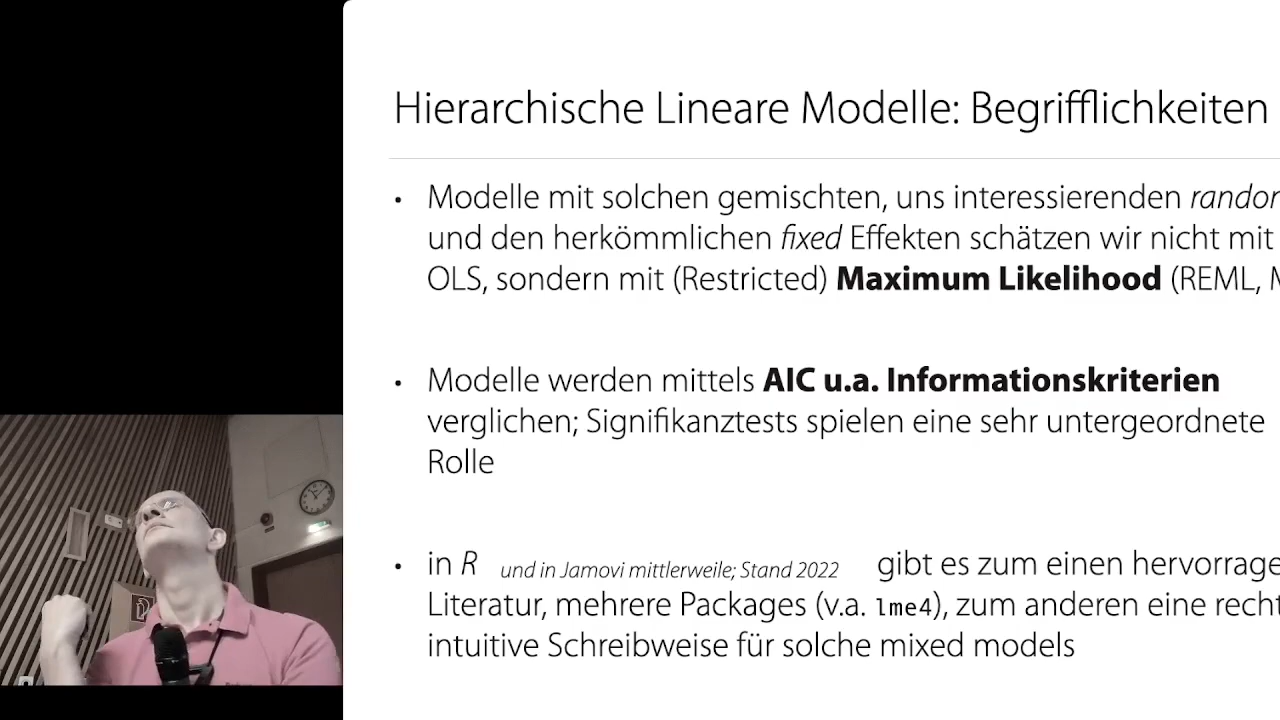 Hierarchische Lineare Modelle: Begrifflichkeiten
• Modelle mit solchen gemischten, uns interessierenden
und den herkömmlichen fixed Effekten schätzen wir nicht mit
OLS, sondern mit (Restricted) Maximum Likelihood (REML,
• Modelle werden mittels AIC u.a. Informationskriterien
verglichen; Signifikanztests spielen eine sehr untergeordnete
Rolle
• in R und in Jamovi mittlerweile; Stand 2022 gibt es zum einen
Literatur, mehrere Packages (v.a. lme4), zum anderen eine recht
intuitive Schreibweise für solche mixed models